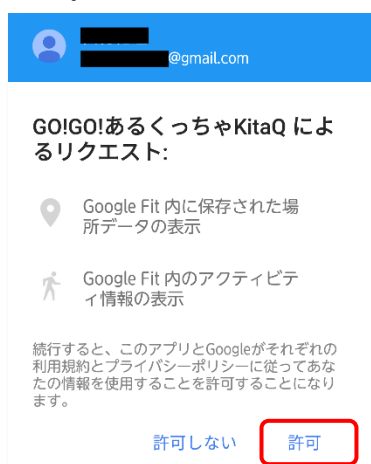 @gmail.com
GO!GO!あるくっちゃKitaQ によ
るリクエスト:
Google Fit 内に保存された場
所データの表示
Google Fit 内のアクティビテ
ィ情報の表示
続行すると、このアプリとGoogleがそれぞれの
利用規約とプライバシーポリシーに従ってあな
たの情報を使用することを許可することになり
ます。
許可しない 許可